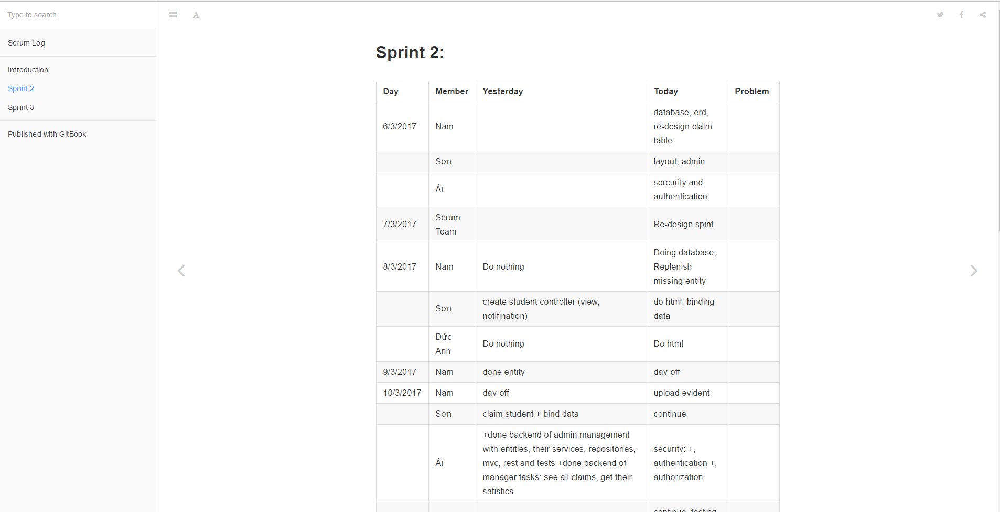 Type to search
Scrum Log
Introduction
Sprint 2
Sprint 3
Published with GitBook
A
Sprint 2:
Day Member Yesterday Today Problem
6/3/2017 Nam database, erd,
re-design claim
table
Sơn layout, admin
Ái sercurity and
authentication
7/3/2017 Scrum
Team Re-design spint
8/3/2017 Nam Do nothing Doing database,
Replenish
missing entity
Sơn create student controller (view,
notifination) do html, binding
data
Đức
Anh Do nothing Do html
9/3/2017 Nam done entity day-off
10/3/2017 Nam day-off upload evident
Sơn claim student + bind data continue
Ái +done backend of admin management
with entities, their services, repositories,
mvc, rest and tests +done backend of
manager tasks: see all claims, get their
satistics security: +,
authentication +,
authorization
continue, testing